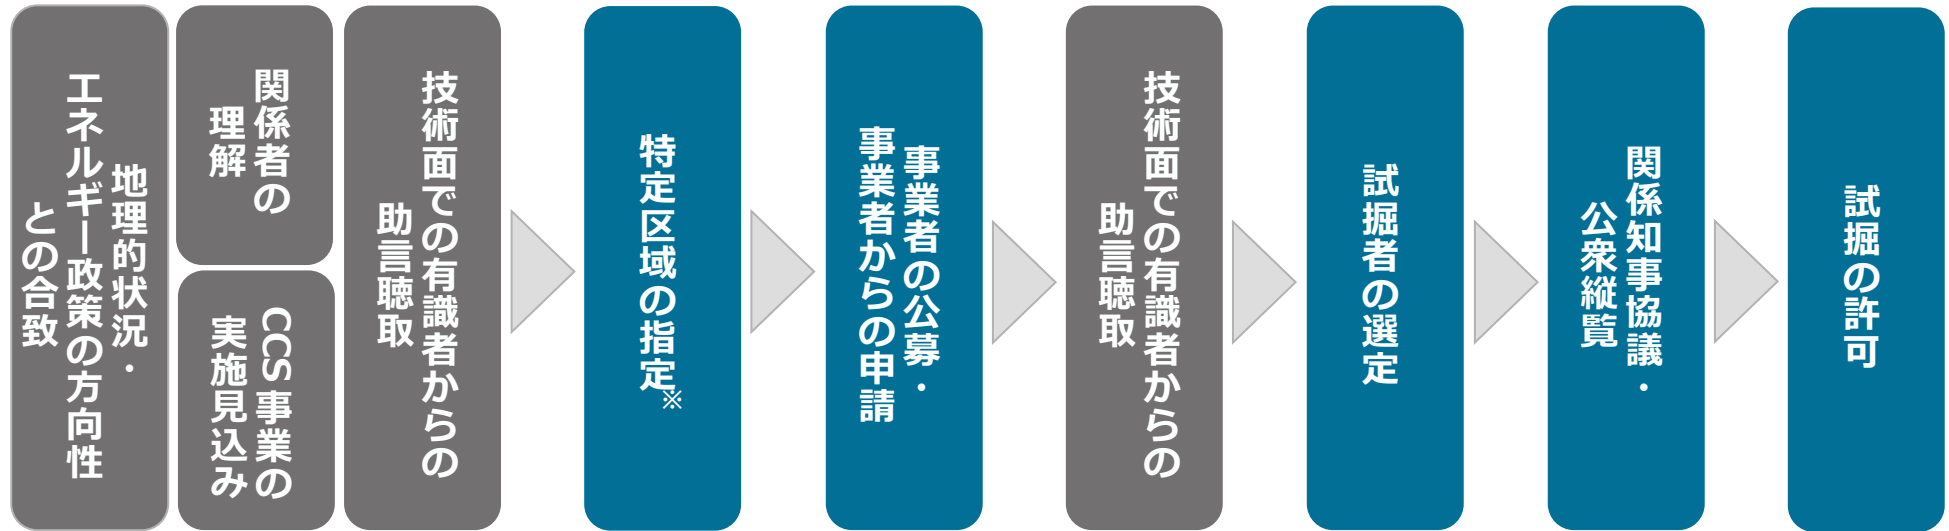 地理的状況・
エネルギー政策の方向性
との合致
関係者の
理解
CCS事業の
実施見込み
技術面での有識者からの
助言聴取
特定区域の指定※
事業者の公募・
事業者からの申請
技術面での有識者からの
助言聴取
試掘者の選定
関係知事協議・
公衆縦覧
試掘の許可